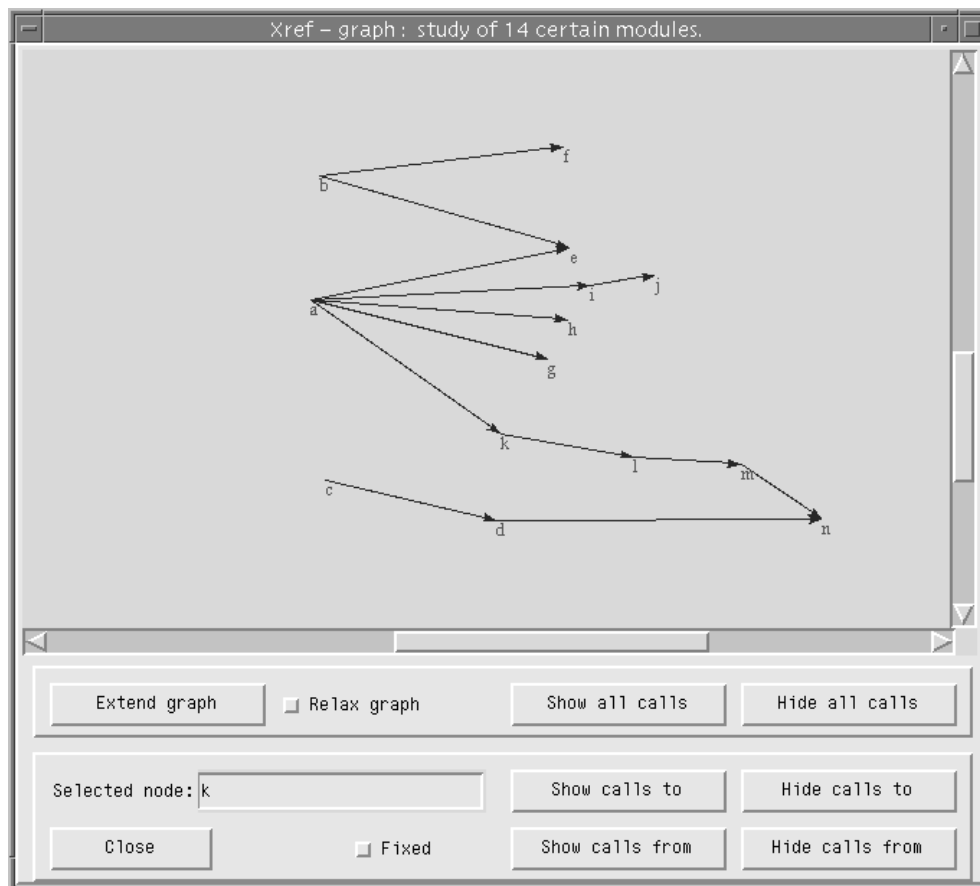 Xref – graph : study of 14 certain modules.
f
b
e
j
i
a
h
g
k
l
m
c
d
n
Extend graph
Relax graph
Show all calls
Hide all calls
Selected node: k
Show calls to
Hide calls to
Close
Fixed
Show calls from
Hide calls from